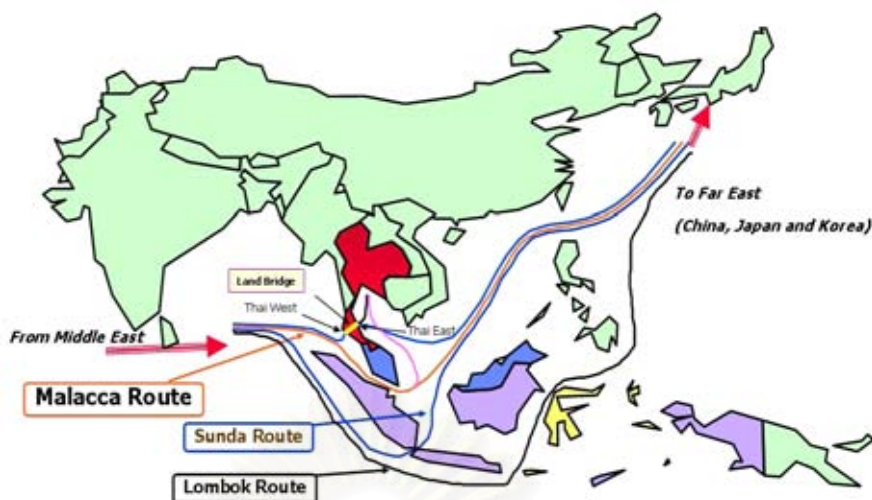 To Far East
(China, Japan and Korea)
Land Bridge
Thai West
Thai East
From Middle East
Malacca Route
Sunda Route
Lombok Route